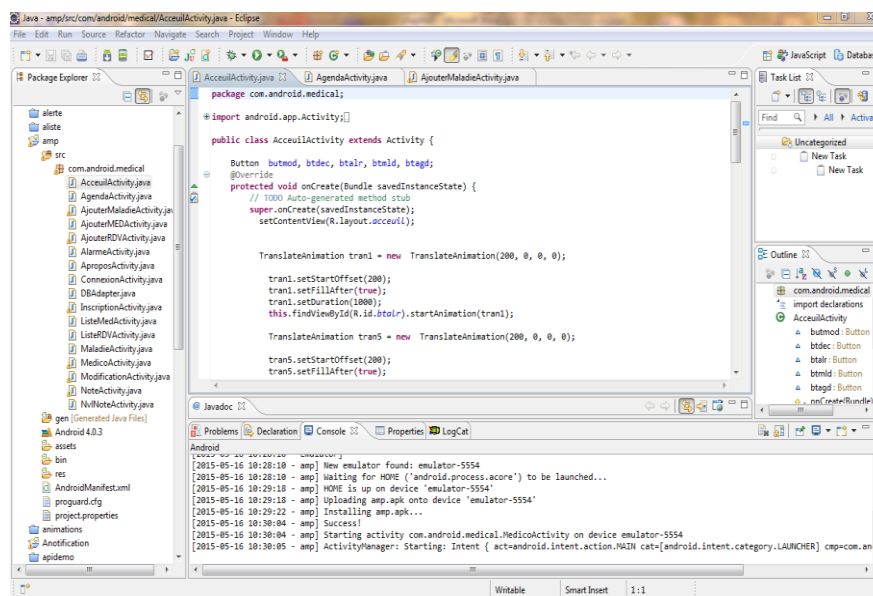 Java - amp/src/com/android/medical/AcceuilActivity.java - Eclipse
File Edit Run Source Refactor Navigate Search Project Window Help
JavaScript Databas
Package Explorer
alerte
aliste
amp
src
com.android.medical
AcceuilActivity.java
AgendaActivity.java
AjouterMaladieActivity.jav
AjouterMEDActivity.java
AjouterRDVActivity.java
AlarmeActivity.java
AproposActivity.java
ConnexionActivity.java
DBAdapter.java
InscriptionActivity.java
ListeMedActivity.java
ListeRDVActivity.java
MaladieActivity.java
MedicoActivity.java
ModificationActivity.java
NoteActivity.java
NvlNoteActivity.java
gen [Generated Java Files]
Android 4.0.3
assets
bin
res
AndroidManifest.xml
proguard.cfg
project.properties
animations
Anotification
apidemo
AcceuilActivity.java AgendaActivity.java AjouterMaladieActivity.java
package com.android.medical;
import android.app.Activity;
public class AcceuilActivity extends Activity {
Button butmod, btdec, btalr, btmld, btagd;
@Override
protected void onCreate(Bundle savedInstanceState) {
// TODO Auto-generated method stub
super.onCreate(savedInstanceState);
setContentView(R.layout.acceuil);
TranslateAnimation tran1 = new TranslateAnimation(200, 0, 0, 0);
tran1.setStartOffset(200);
tran1.setFillAfter(true);
tran1.setDuration(1000);
this.findViewById(R.id.btalr).startAnimation(tran1);
TranslateAnimation tran5 = new TranslateAnimation(200, 0, 0, 0);
tran5.setStartOffset(200);
tran5.setFillAfter(true);
Javadoc
Problems Declaration Console Properties LogCat
Android
[2015-05-16 10:28:10 - Emulator]
[2015-05-16 10:28:10 - amp] New emulator found: emulator-5554
[2015-05-16 10:28:10 - amp] Waiting for HOME ('android.process.acore') to be launched...
[2015-05-16 10:29:18 - amp] HOME is up on device 'emulator-5554'
[2015-05-16 10:29:18 - amp] Uploading amp.apk onto device 'emulator-5554'
[2015-05-16 10:29:22 - amp] Installing amp.apk...
[2015-05-16 10:30:04 - amp] Success!
[2015-05-16 10:30:04 - amp] Starting activity com.android.medical.MedicoActivity on device emulator-5554
[2015-05-16 10:30:05 - amp] ActivityManager: Starting: Intent { act=android.intent.action.MAIN cat=[android.intent.category.LAUNCHER] cmp=com.an
Task List
Find All Activa
Uncategorized
New Task
New Task
Outline
com.android.medical
import declarations
AcceuilActivity
butmod : Button
btdec : Button
btalr : Button
btmld : Button
btagd : Button
onCreate(Bundle)
Writable Smart Insert 1 : 1